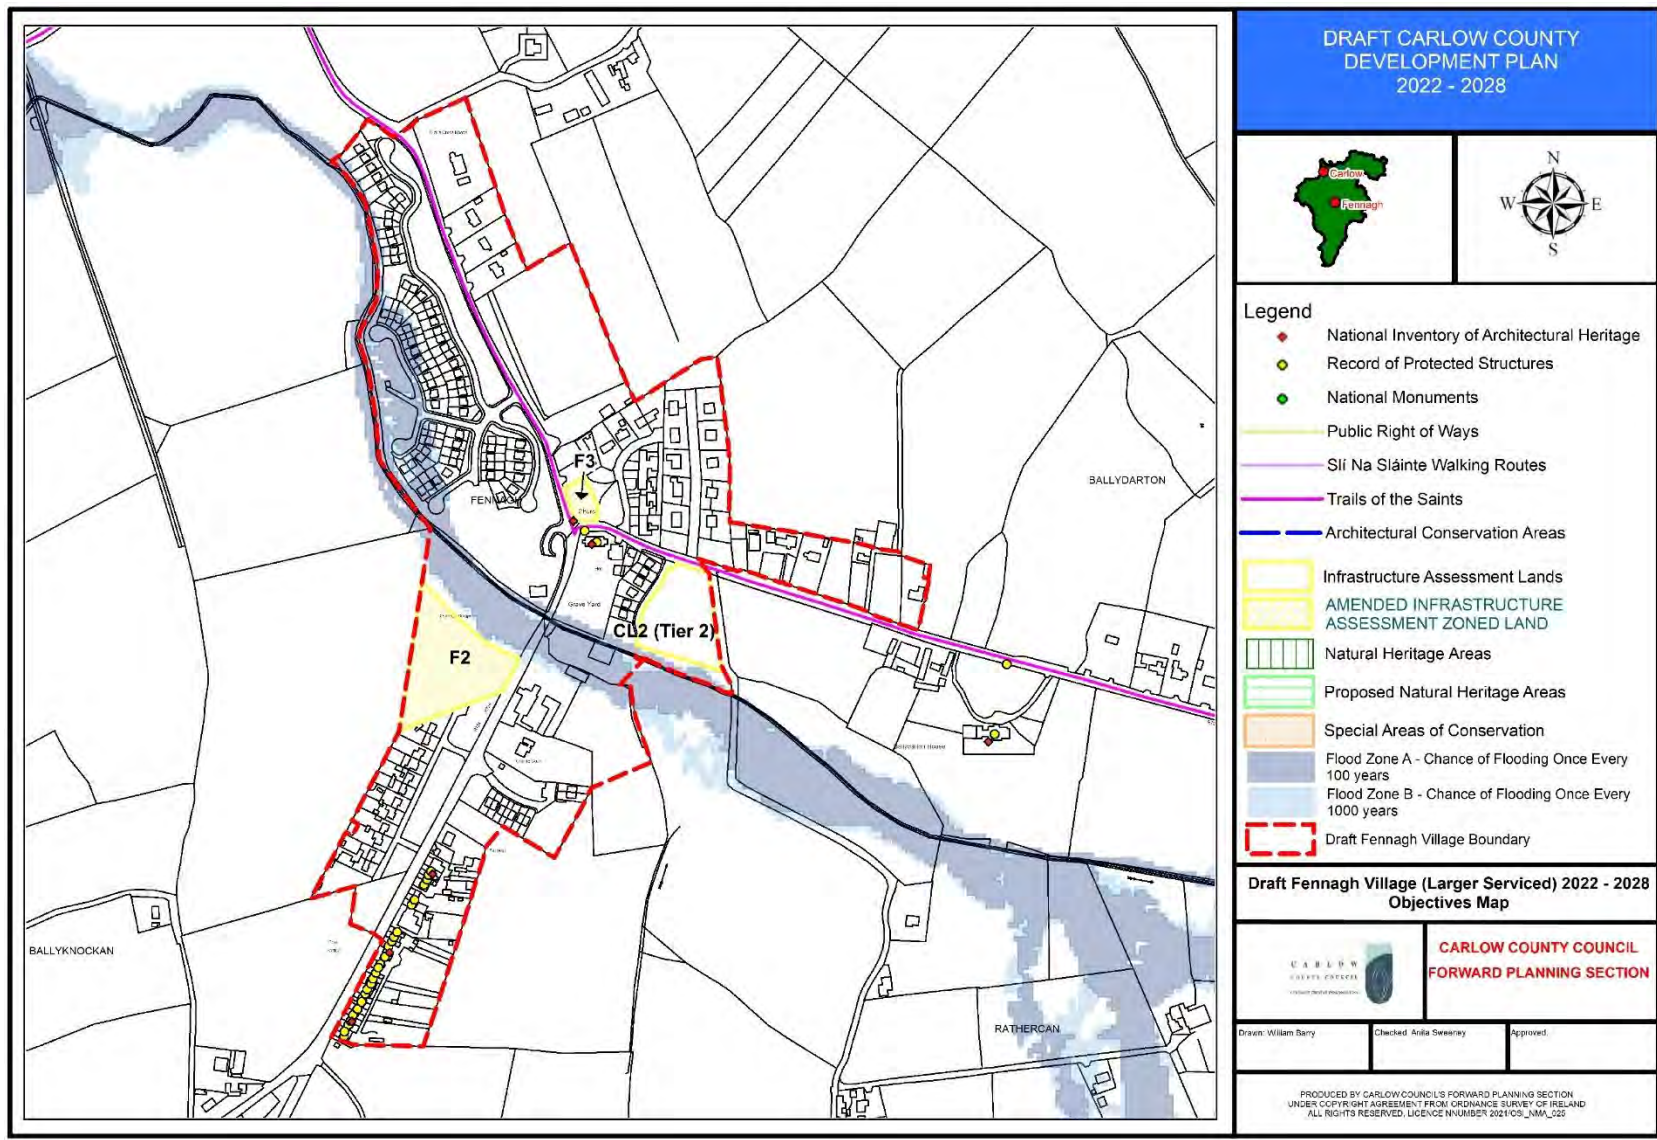 DRAFT CARLOW COUNTY
DEVELOPMENT PLAN
2022 - 2028
Carlow
Fennagh
N
W
E
S
Legend
National Inventory of Architectural Heritage
Record of Protected Structures
National Monuments
Public Right of Ways
Slí Na Sláinte Walking Routes
Trails of the Saints
Architectural Conservation Areas
Infrastructure Assessment Lands
AMENDED INFRASTRUCTURE
ASSESSMENT ZONED LAND
Natural Heritage Areas
Proposed Natural Heritage Areas
Special Areas of Conservation
Flood Zone A - Chance of Flooding Once Every
100 years
Flood Zone B - Chance of Flooding Once Every
1000 years
Draft Fennagh Village Boundary
Draft Fennagh Village (Larger Serviced) 2022 - 2028
Objectives Map
CARLOW
COUNTY COUNCIL
CARLOW COUNTY COUNCIL
FORWARD PLANNING SECTION
Drawn: William Barry
Checked Anita Sweeney
Approved
PRODUCED BY CARLOW COUNCIL'S FORWARD PLANNING SECTION
UNDER COPYRIGHT AGREEMENT FROM ORDNANCE SURVEY OF IRELAND
ALL RIGHTS RESERVED, LICENCE NNUMBER 2021/OSI_NMA_025
F3
BALLYDARTON
FENNAGH
Grave Yard
CL2 (Tier 2)
F2
BALLYKNOCKAN
RATHERCAN